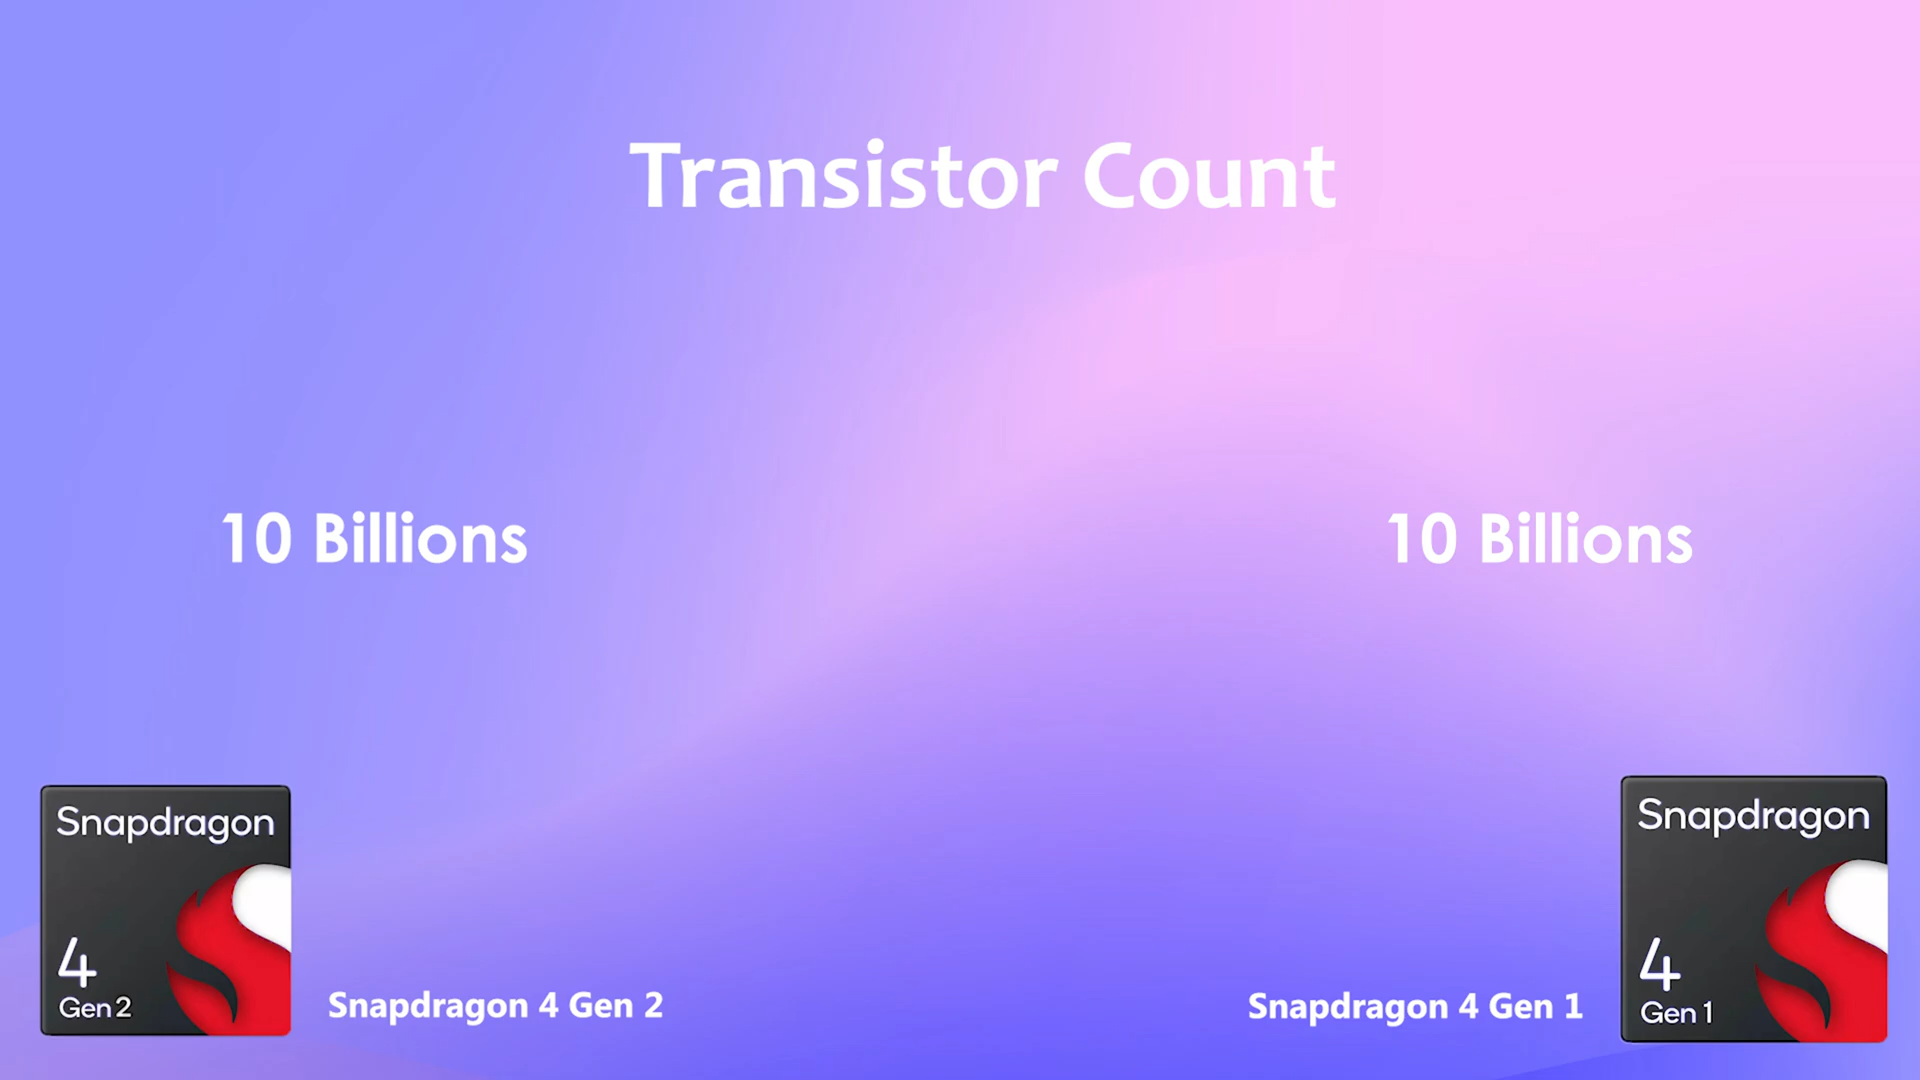 Transistor Count
10 Billions
10 Billions
Snapdragon
4
Gen 2
Snapdragon 4 Gen 2
Snapdragon 4 Gen 1
Snapdragon
4
Gen 1